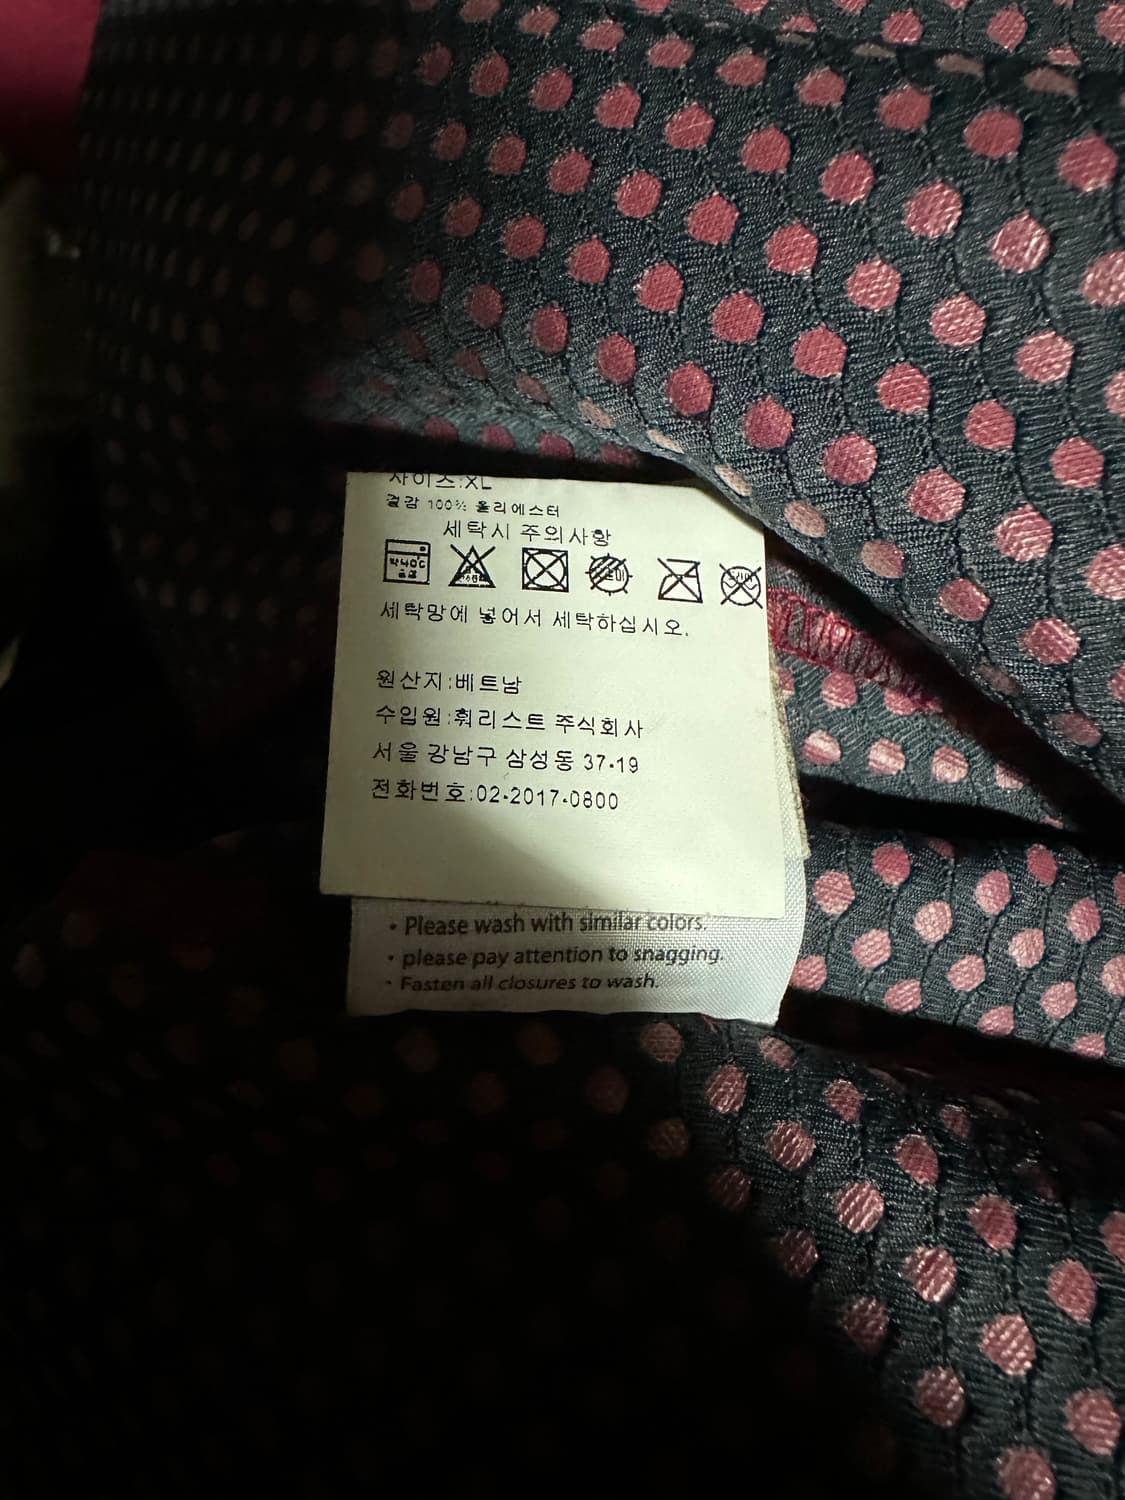 사이즈:XL
겉감 100% 폴리에스터
세탁시 주의사항
세탁망에 넣어서 세탁하십시오.
원산지:베트남
수입원:휠리스트 주식회사
서울 강남구 삼성동 37-19
전화번호:02-2017-0800
• Please wash with similar colors.
• please pay attention to snagging.
• Fasten all closures to wash.